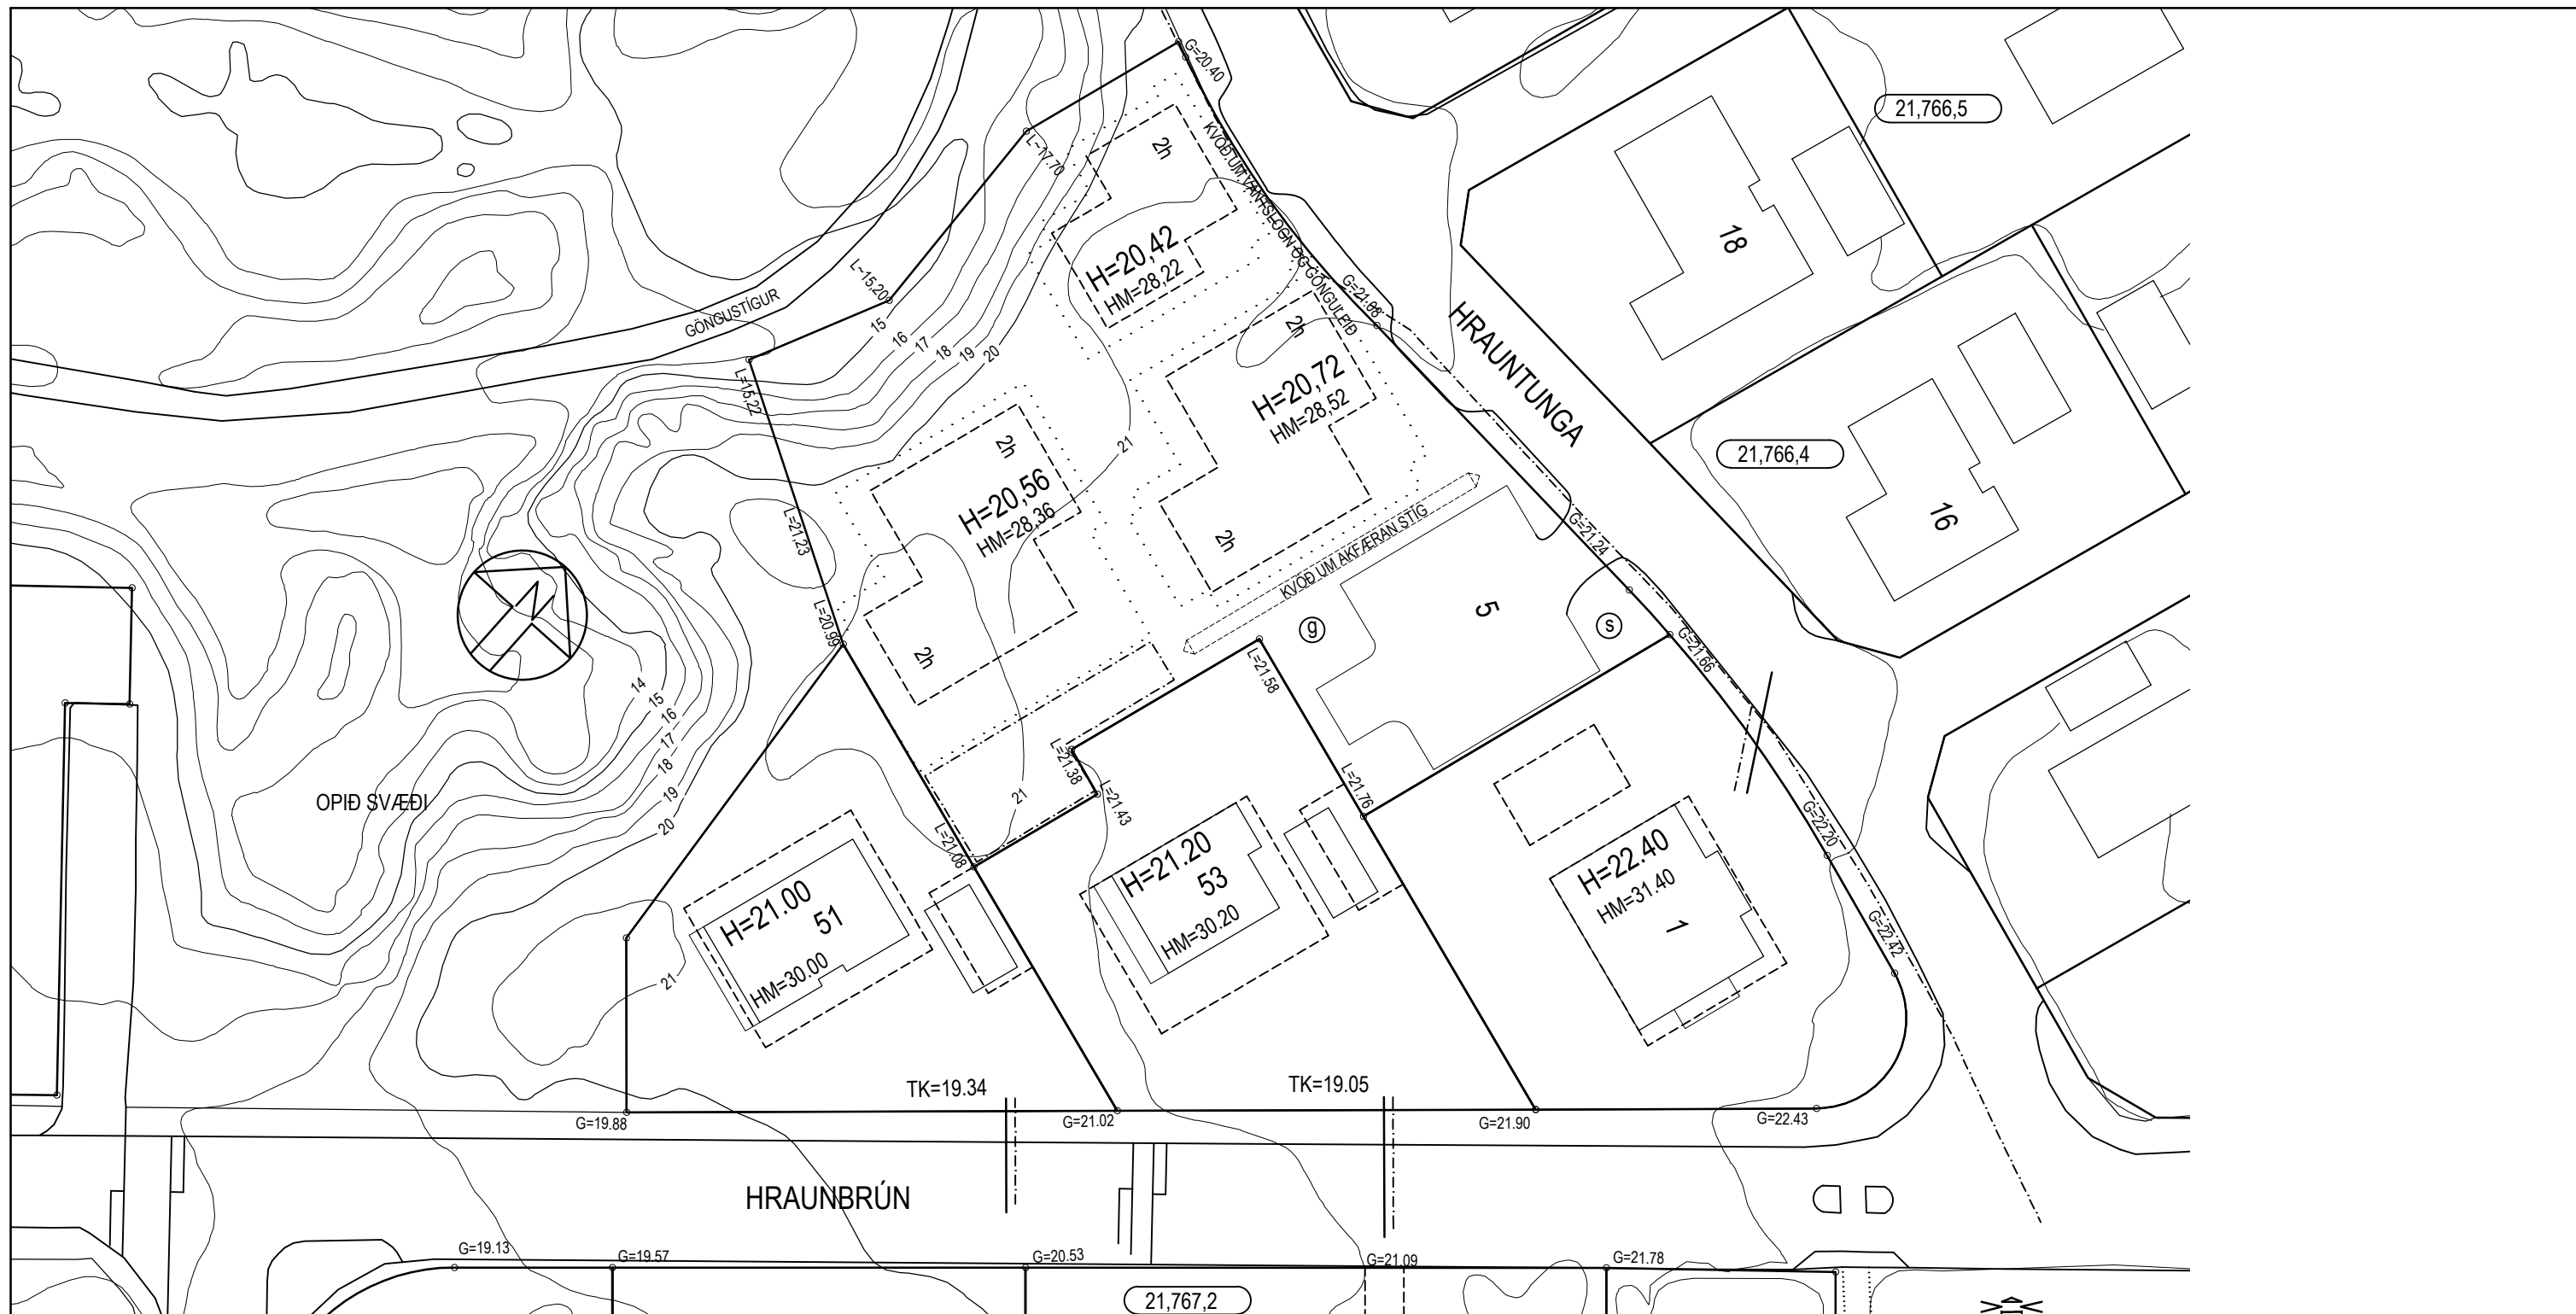 G=20.40
21,766,5
L~17.70
2h
KVÖÐ UM VANTSLÖGN OG GÖNGULEIÐ
18
H=20,42
HM=28,22
L~15,20
G=21.08
GÖNGUSTÍGUR
15
16
17
18
19
20
2h
HRAUNTUNGA
L=15,22
H=20,72
HM=28,52
21
2h
21,766,4
H=20,56
HM=28,36
L=21,23
16
G=21.24
2h
KVÖÐ UM AKFÆRAN STÍG
5
L=20.99
g
s
G=21.66
2h
L=21.58
14
15
16
17
18
19
20
L=21.38
L=21.43
L=21.76
21
OPIÐ SVÆÐI
G=22.20
L=21.08
H=21.00
51
HM=30.00
H=21.20
53
HM=30.20
H=22.40
HM=31.40
1
G=22.42
21
TK=19.34
TK=19.05
G=19.88
G=21.02
G=21.90
G=22.43
HRAUNBRÚN
G=19.13
G=19.57
G=20.53
G=21.09
G=21.78
21,767,2